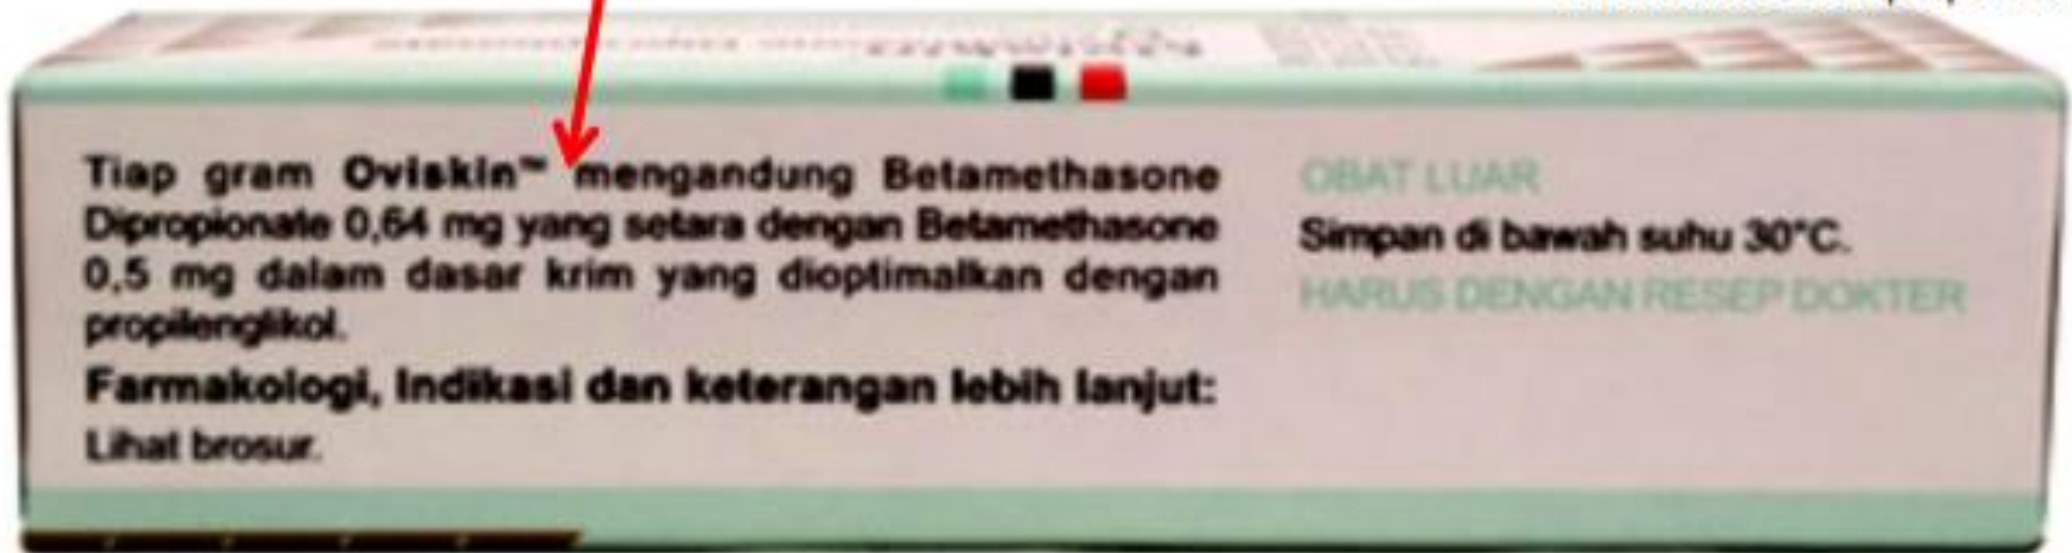 Tiap gram Oviskin™ mengandung Betamethasone
Dipropionate 0,64 mg yang setara dengan Betamethasone
0,5 mg dalam dasar krim yang dioptimalkan dengan
propilenglikol.
Farmakologi, Indikasi dan keterangan lebih lanjut:
Lihat brosur.
OBAT LUAR
Simpan di bawah suhu 30°C.
HARUS DENGAN RESEP DOKTER